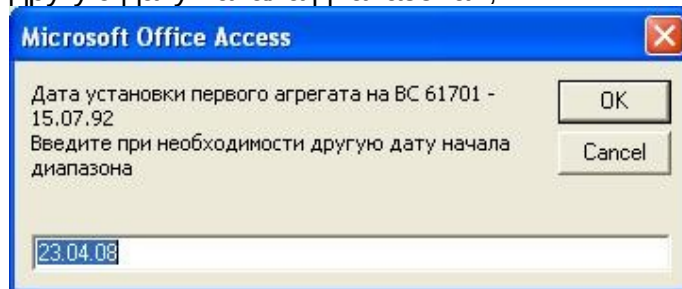 Microsoft Office Access
Дата установки первого агрегата на ВС 61701 -
15.07.92
Введите при необходимости другую дату начала
диапазона
OK
Cancel
23.04.08